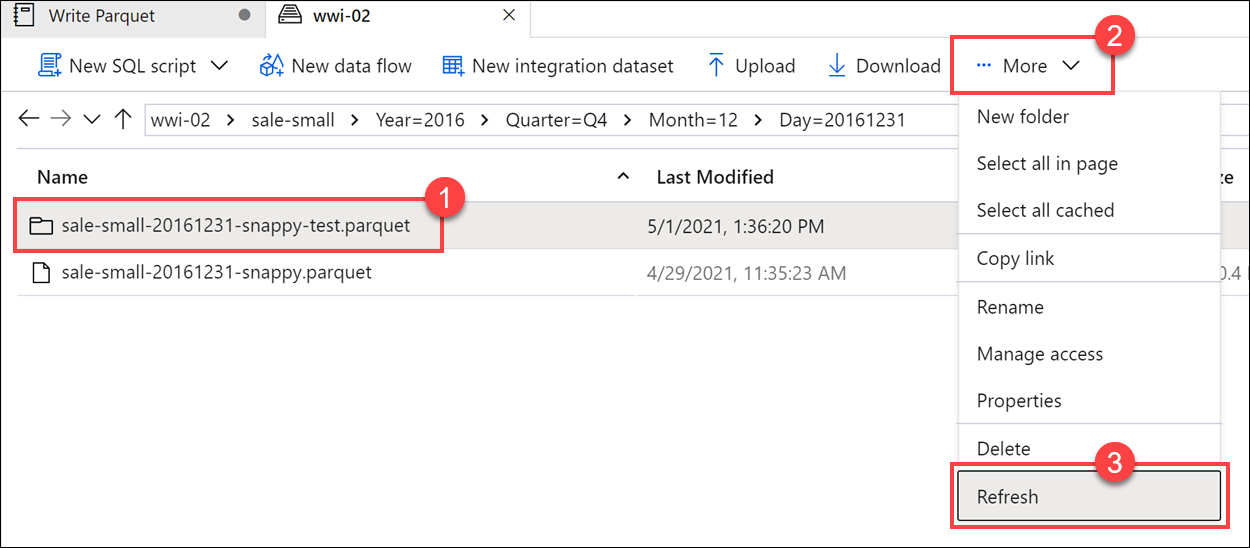 Write Parquet
wwi-02
2
New SQL script
New data flow
New integration dataset
Upload
Download
··· More
wwi-02 > sale-small > Year=2016 > Quarter=Q4 > Month=12 > Day=20161231
New folder
Select all in page
Select all cached
Copy link
Rename
Manage access
Properties
Delete
3
Refresh
Name
Last Modified
ze
1
sale-small-20161231-snappy-test.parquet
5/1/2021, 1:36:20 PM
sale-small-20161231-snappy.parquet
4/29/2021, 11:35:23 AM
0.4